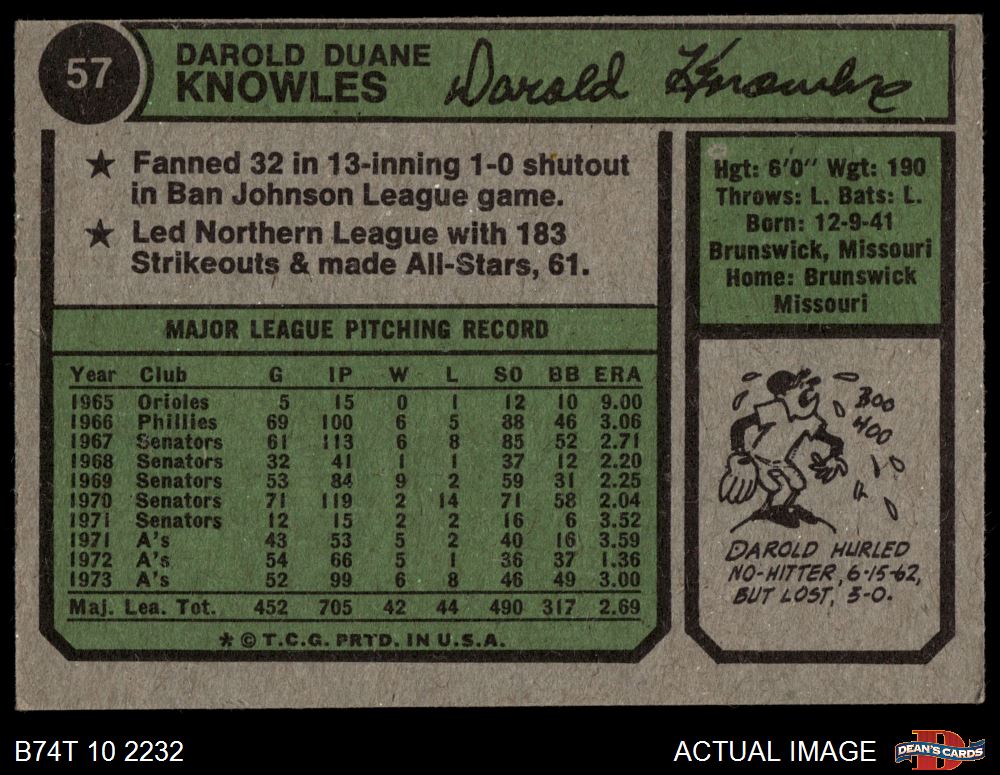 57
DAROLD DUANE
KNOWLES
Darold Knowles
★ Fanned 32 in 13-inning 1-0 shutout
in Ban Johnson League game.
★ Led Northern League with 183
Strikeouts & made All-Stars, 61.
Hgt: 6'0" Wgt: 190
Throws: L. Bats: L.
Born: 12-9-41
Brunswick, Missouri
Home: Brunswick
Missouri
MAJOR LEAGUE PITCHING RECORD
Year Club G IP W L SO BB ERA
1965 Orioles 5 15 0 1 12 10 9.00
1966 Phillies 69 100 6 5 88 46 3.06
1967 Senators 61 113 6 8 85 52 2.71
1968 Senators 32 41 1 1 37 12 2.20
1969 Senators 53 84 9 2 59 31 2.25
1970 Senators 71 119 2 14 71 58 2.04
1971 Senators 12 15 2 2 16 6 3.52
1971 A's 43 53 5 2 40 16 3.59
1972 A's 54 66 5 1 36 37 1.36
1973 A's 52 99 6 8 46 49 3.00
Maj. Lea. Tot. 452 705 42 44 490 317 2.69
* © T.C.G. PRTD. IN U.S.A.
BOO
HOO
DAROLD HURLED
NO-HITTER, 6-15-62,
BUT LOST, 3-0.
B74T 10 2232
ACTUAL IMAGE
D
DEAN'S CARDS